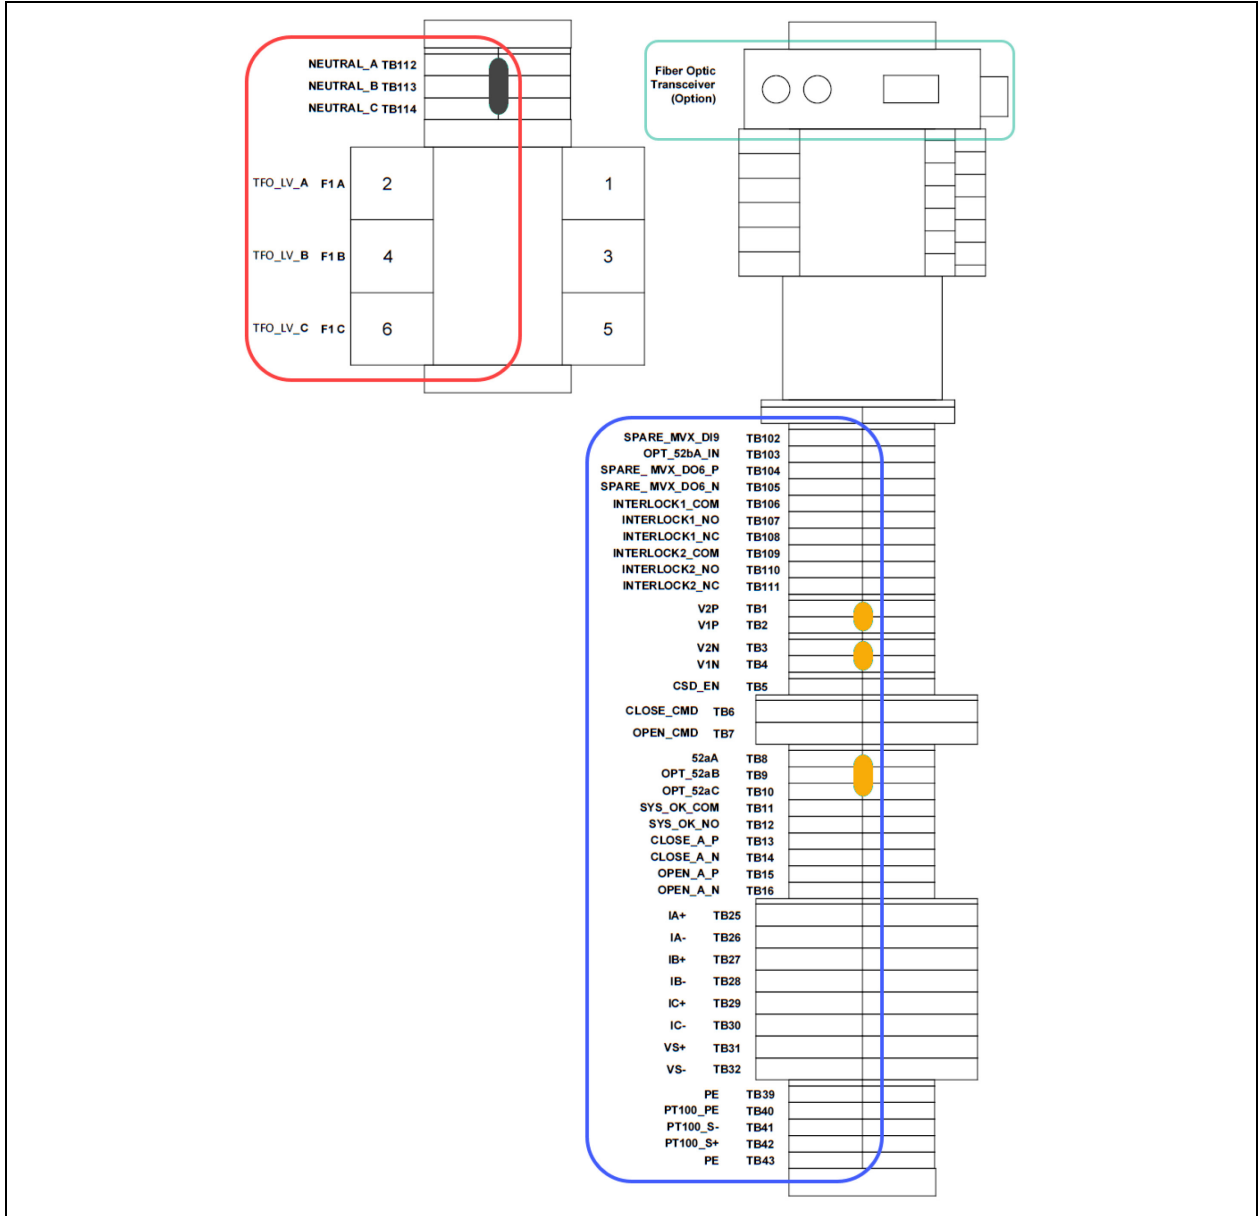 NEUTRAL_A TB112
NEUTRAL_B TB113
NEUTRAL_C TB114
TFO_LV_A F1 A 2 1
TFO_LV_B F1 B 4 3
TFO_LV_C F1 C 6 5
Fiber Optic
Transceiver
(Option)
SPARE_MVX_DI9 TB102
OPT_52bA_IN TB103
SPARE_ MVX_DO6_P TB104
SPARE_ MVX_DO6_N TB105
INTERLOCK1_COM TB106
INTERLOCK1_NO TB107
INTERLOCK1_NC TB108
INTERLOCK2_COM TB109
INTERLOCK2_NO TB110
INTERLOCK2_NC TB111
V2P TB1
V1P TB2
V2N TB3
V1N TB4
CSD_EN TB5
CLOSE_CMD TB6
OPEN_CMD TB7
52aA TB8
OPT_52aB TB9
OPT_52aC TB10
SYS_OK_COM TB11
SYS_OK_NO TB12
CLOSE_A_P TB13
CLOSE_A_N TB14
OPEN_A_P TB15
OPEN_A_N TB16
IA+ TB25
IA- TB26
IB+ TB27
IB- TB28
IC+ TB29
IC- TB30
VS+ TB31
VS- TB32
PE TB39
PT100_PE TB40
PT100_S- TB41
PT100_S+ TB42
PE TB43